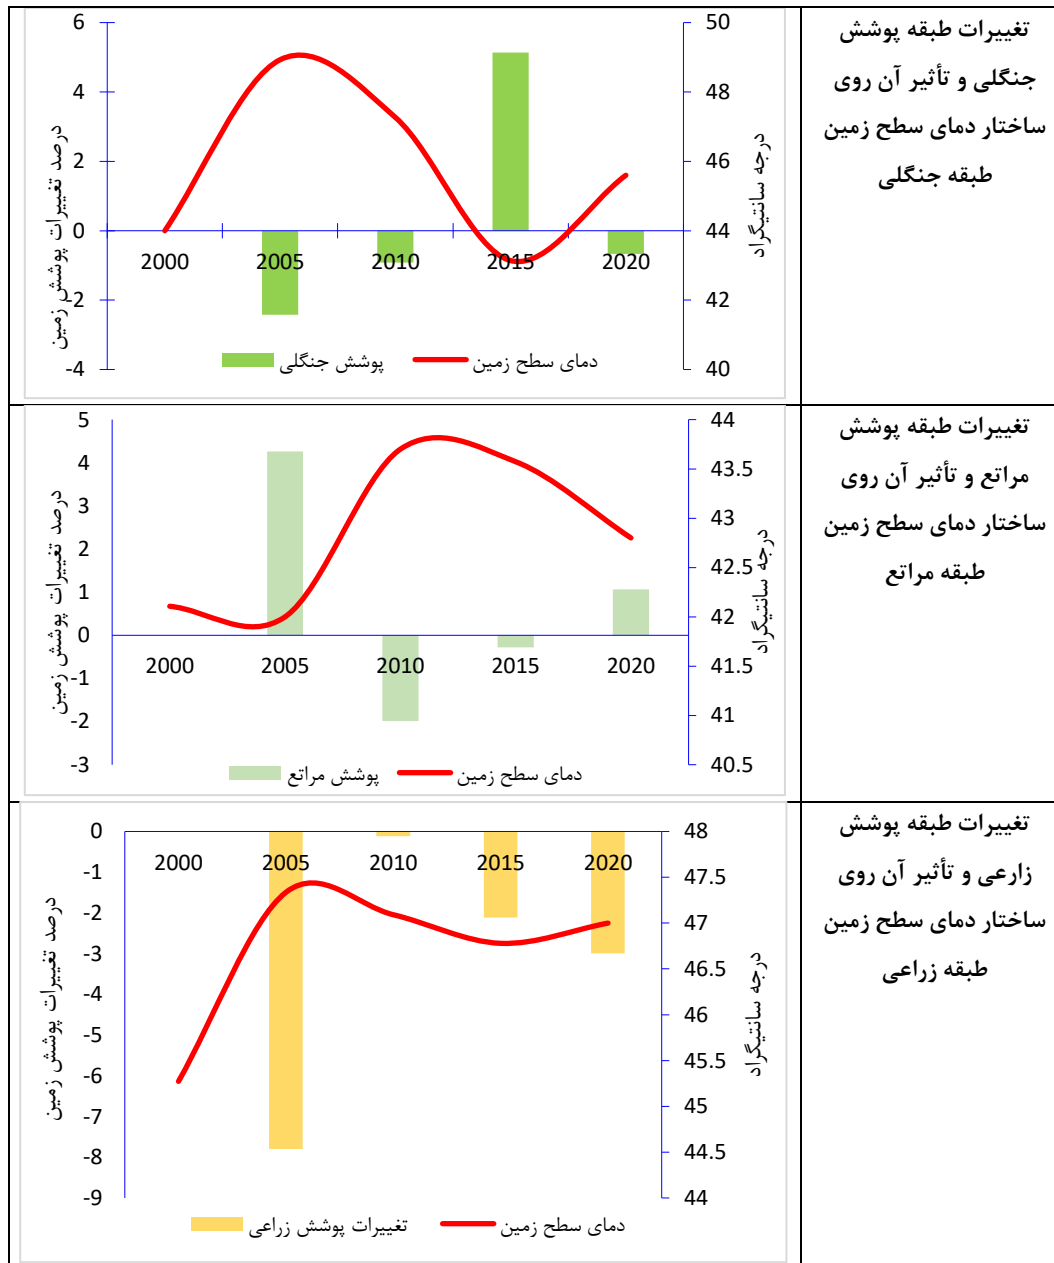 تغییرات طبقه پوشش
جنگلی و تأثیر آن روی
ساختار دمای سطح زمین
طبقه جنگلی
درصد تغییرات پوشش زمین
6
4
2
0
-2
-4
2000 2005 2010 2015 2020
50
48
46
44
42
40
درجه سانتیگراد
پوشش جنگلی
دمای سطح زمین
تغییرات طبقه پوشش
مراتع و تأثیر آن روی
ساختار دمای سطح زمین
طبقه مراتع
درصد تغییرات پوشش زمین
5
4
3
2
1
0
-1
-2
-3
2000 2005 2010 2015 2020
44
43.5
43
42.5
42
41.5
41
40.5
درجه سانتیگراد
پوشش مراتع
دمای سطح زمین
تغییرات طبقه پوشش
زارعی و تأثیر آن روی
ساختار دمای سطح زمین
طبقه زراعی
درصد تغییرات پوشش زمین
0
-1
-2
-3
-4
-5
-6
-7
-8
-9
2000 2005 2010 2015 2020
48
47.5
47
46.5
46
45.5
45
44.5
44
درجه سانتیگراد
تغییرات پوشش زراعی
دمای سطح زمین